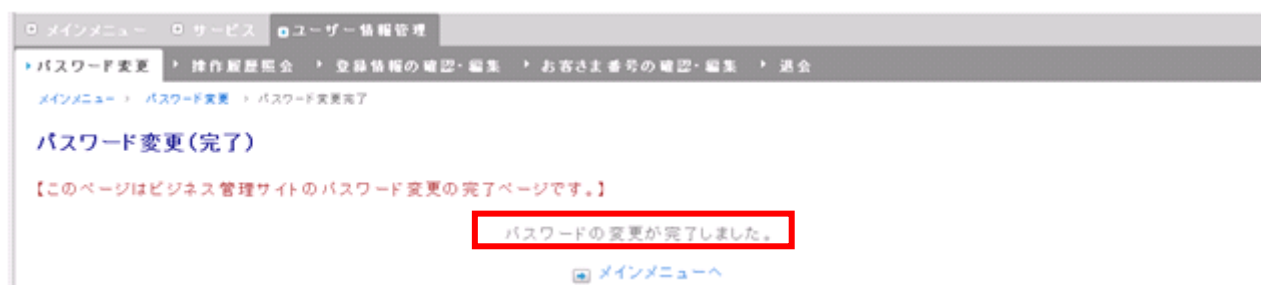 メインメニュー サービス ユーザー情報管理
パスワード変更 操作履歴照会 登録情報の確認・編集 お客さま番号の確認・編集 退会
メインメニュー > パスワード変更 > パスワード変更完了
パスワード変更(完了)
【このページはビジネス管理サイトのパスワード変更の完了ページです。】
パスワードの変更が完了しました。
メインメニューへ